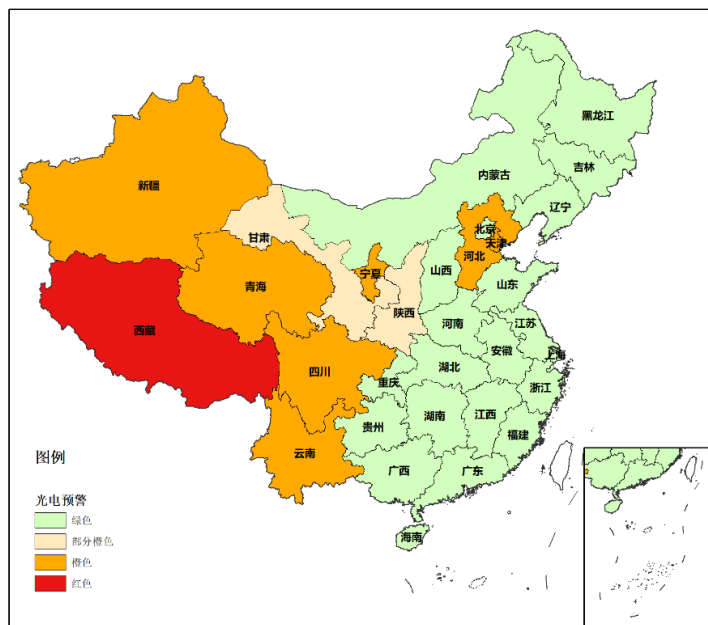 黑龙江
吉林
内蒙古
辽宁
新疆
北京
天津
甘肃
河北
宁夏
山西
青海
山东
陕西
西藏
河南
江苏
安徽
上海
四川
湖北
重庆
浙江
湖南
江西
贵州
福建
云南
广西
广东
海南
图例
光电预警
绿色
部分橙色
橙色
红色